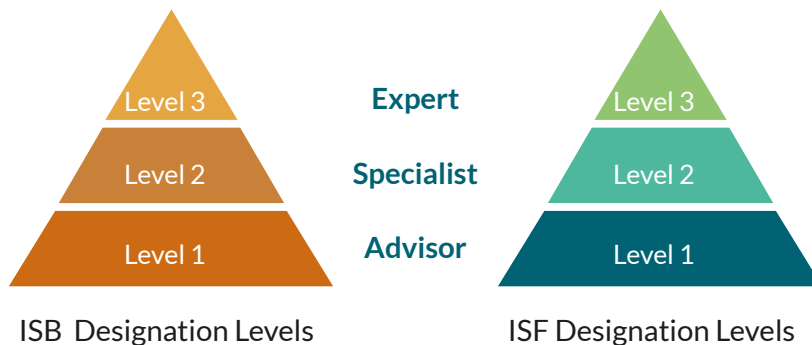 Level 3 Expert Level 3
Level 2 Specialist Level 2
Level 1 Advisor Level 1
ISB Designation Levels ISF Designation Levels